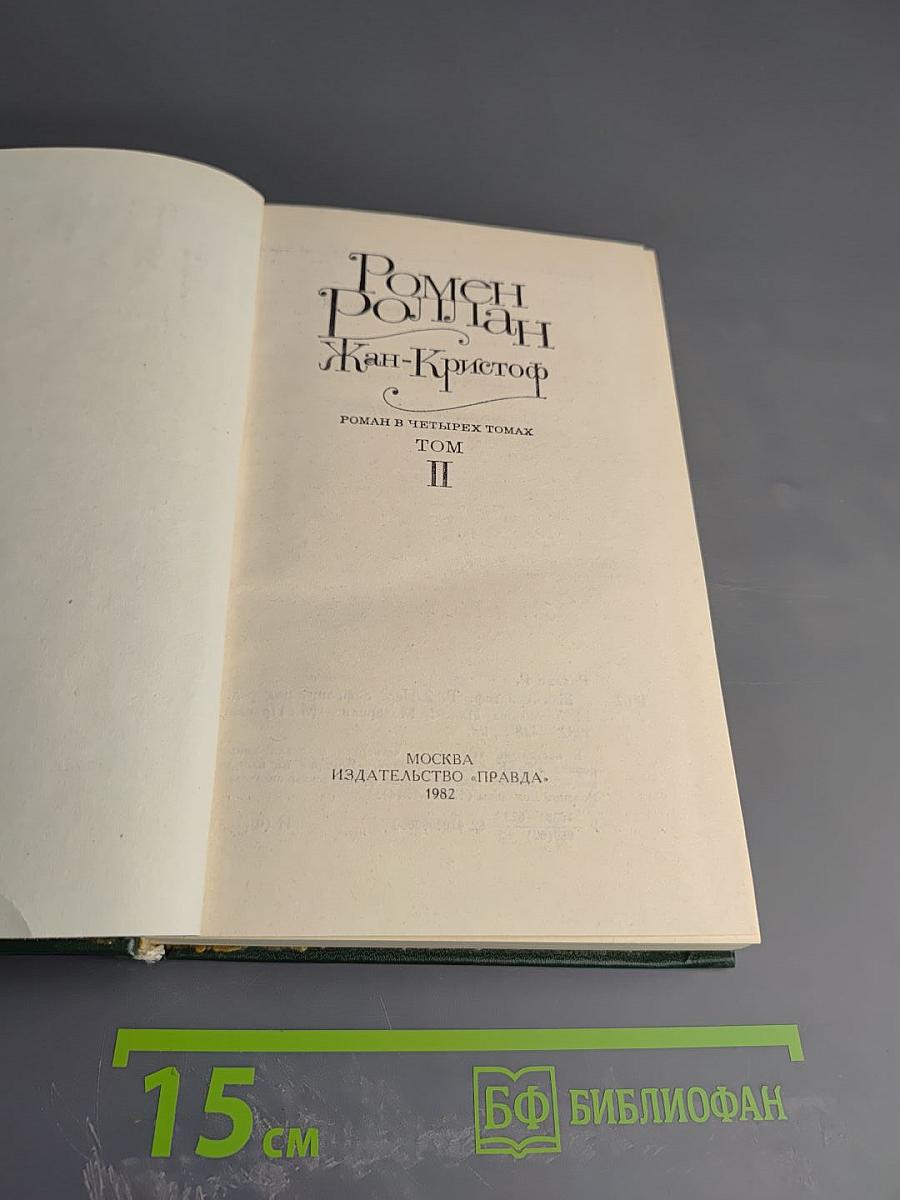 Ромен
Роллан
Жан-Кристоф
РОМАН В ЧЕТЫРЕХ ТОМАХ
ТОМ
II
МОСКВА
ИЗДАТЕЛЬСТВО «ПРАВДА»
1982
15 см
БФ БИБЛИОФАН